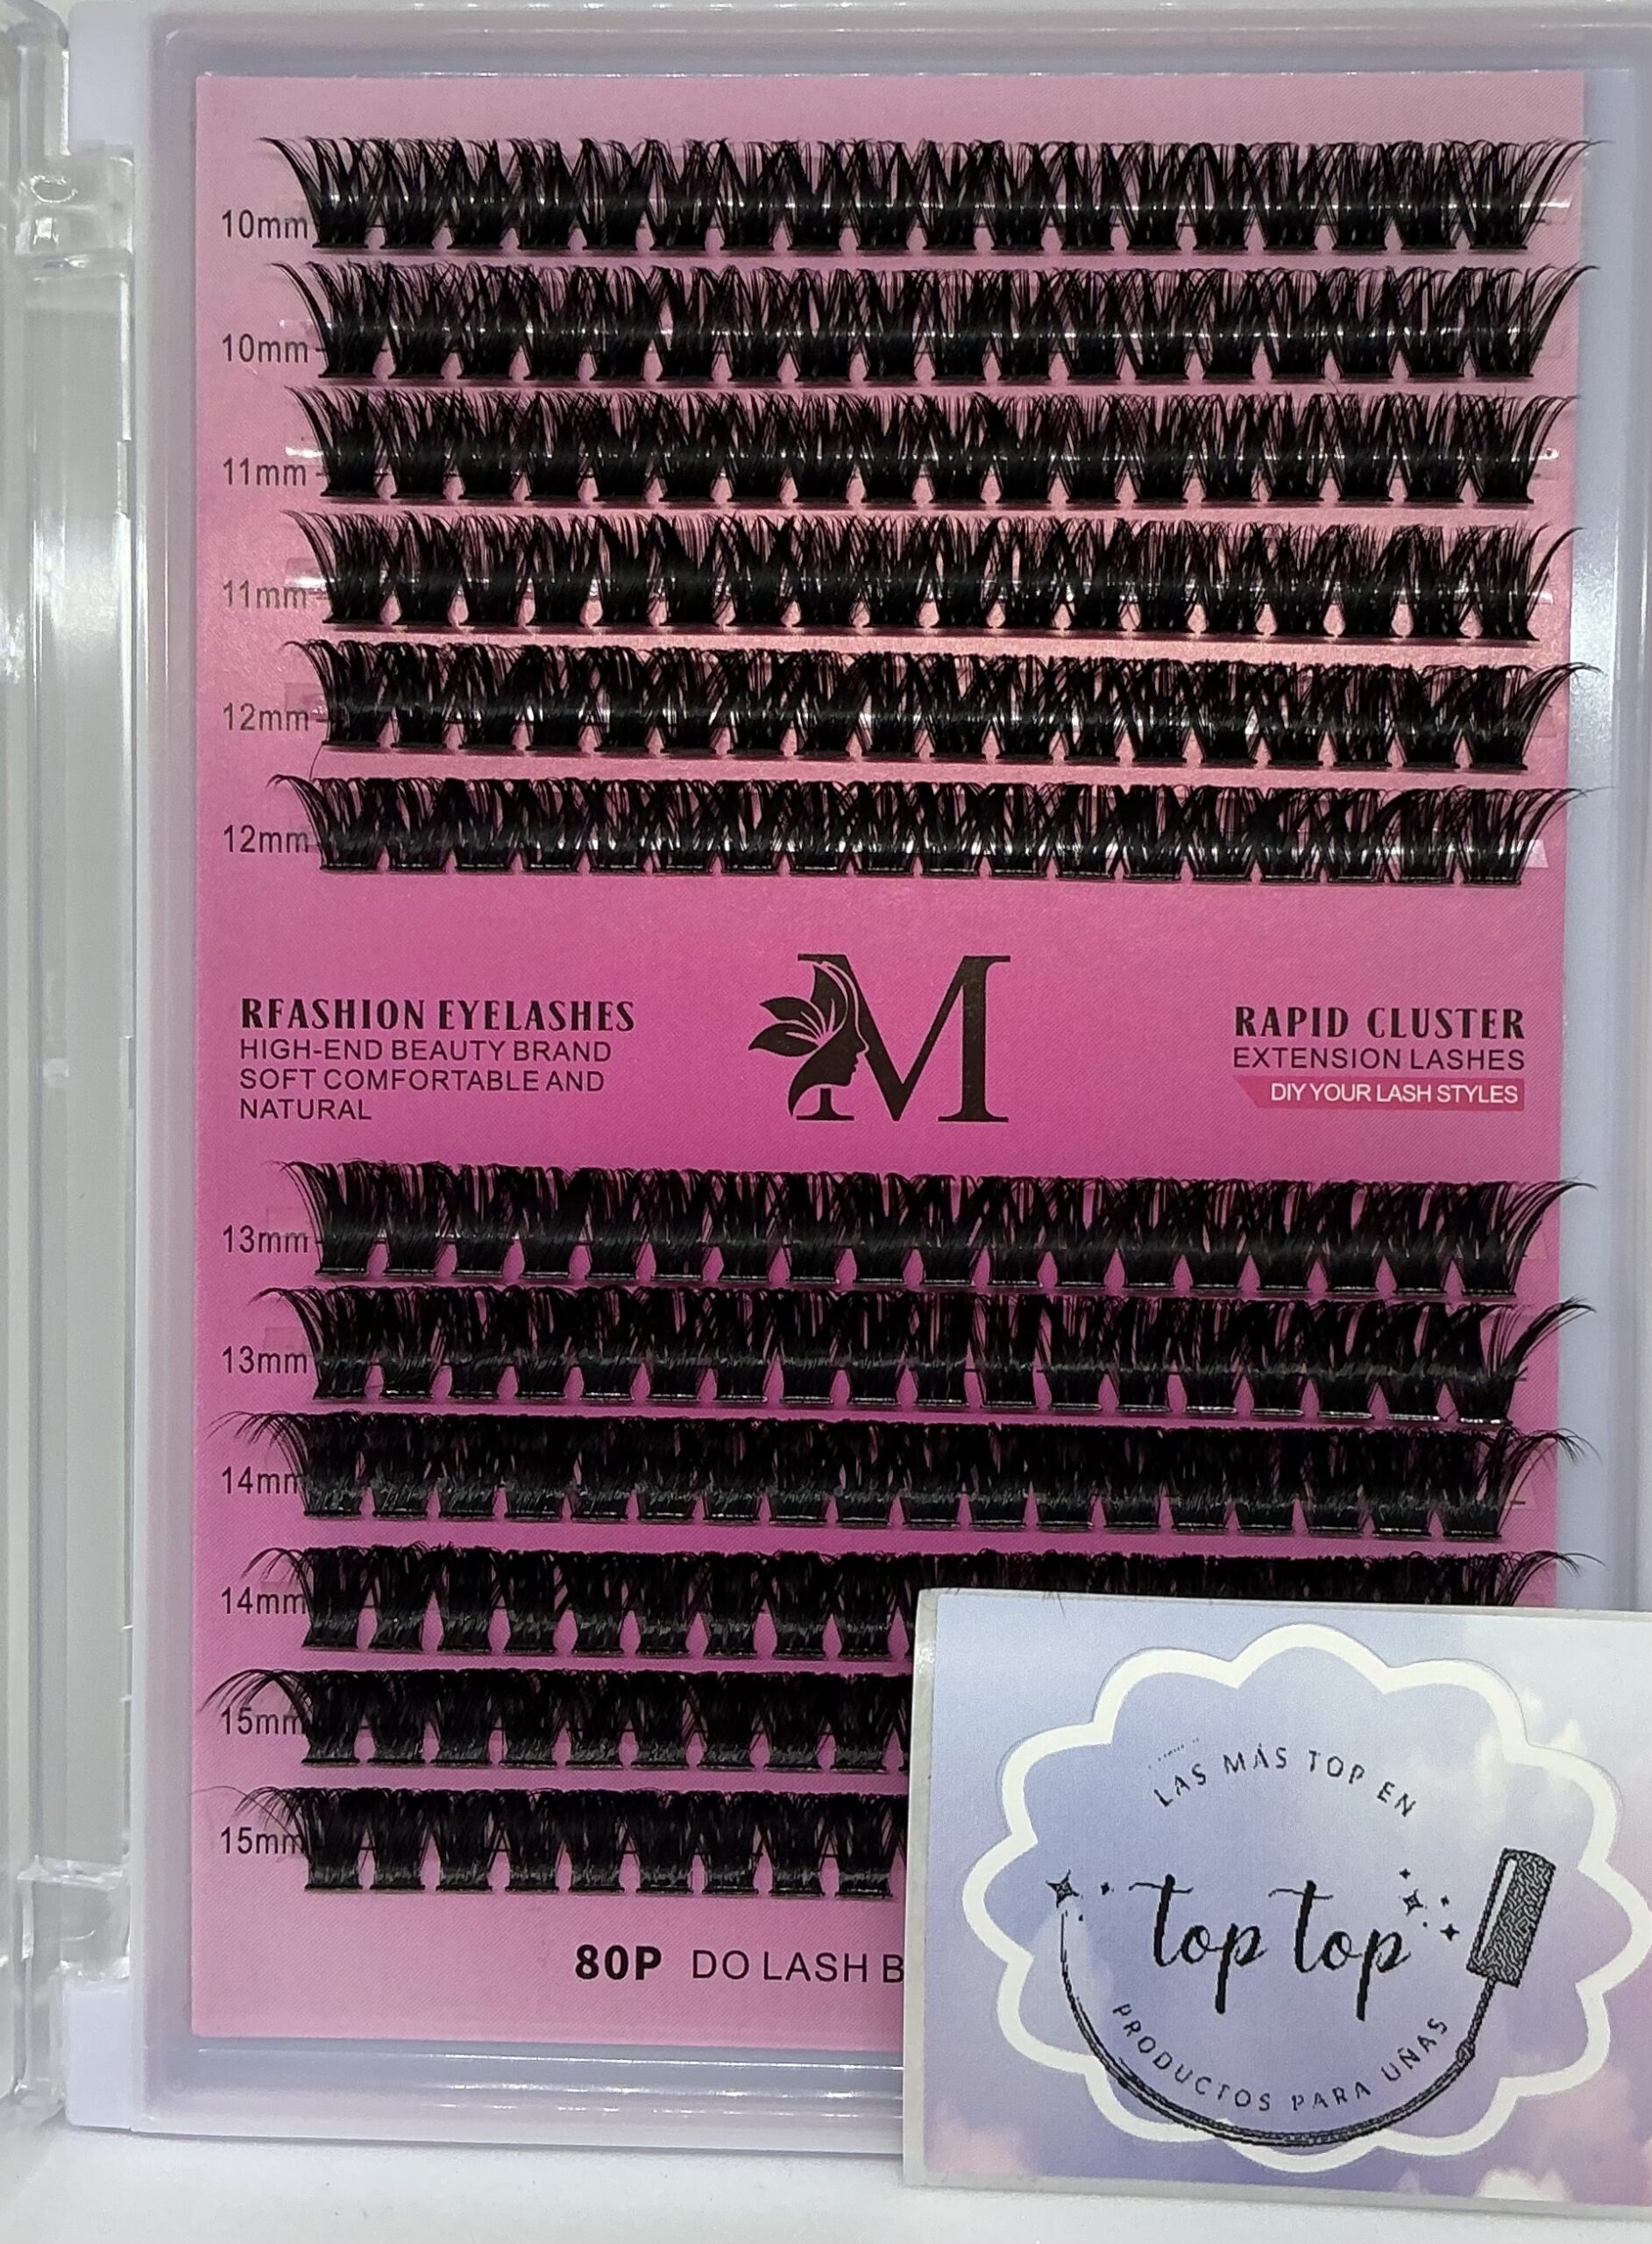 10mm
10mm
11mm
11mm
12mm
12mm
RFASHION EYELASHES
HIGH-END BEAUTY BRAND
SOFT COMFORTABLE AND
NATURAL
M
RAPID CLUSTER
EXTENSION LASHES
DIY YOUR LASH STYLES
13mm
13mm
14mm
14mm
15mm
15mm
80P DO LASH B
LAS MÁS TOP EN
top top
PRODUCTOS PARA UÑAS